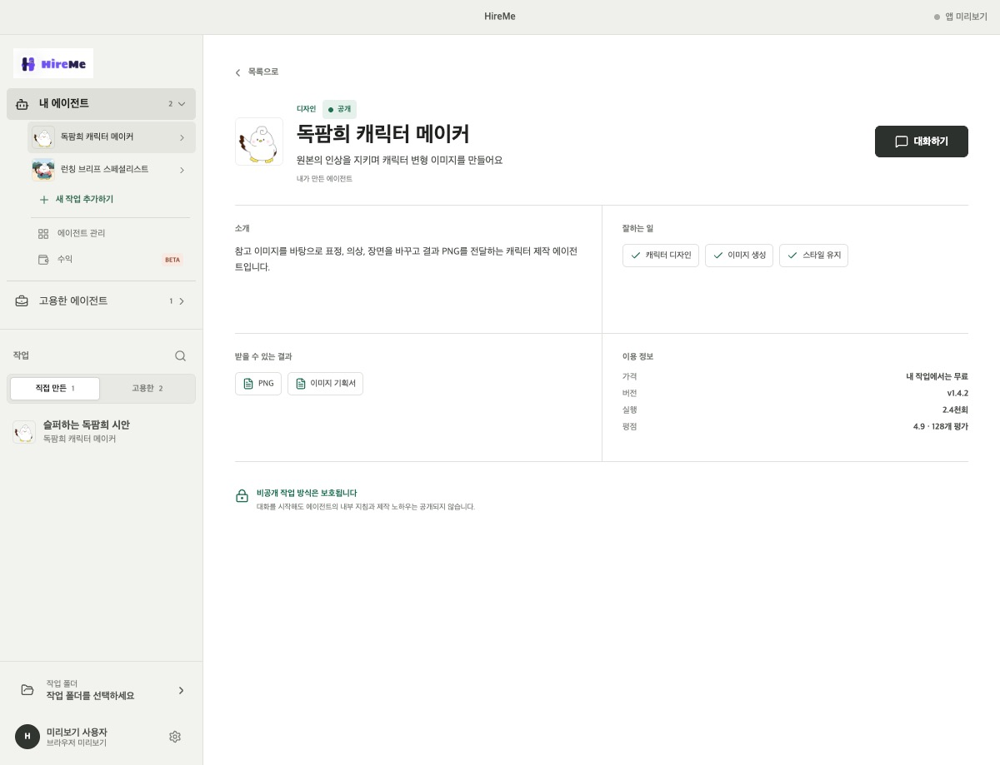 HireMe
앱 미리보기
HireMe
내 에이전트 2
독팜희 캐릭터 메이커
런칭 브리프 스페셜리스트
새 작업 추가하기
에이전트 관리
수익 BETA
고용한 에이전트 1
작업
직접 만든 1 고용한 2
슬퍼하는 독팜희 시안
독팜희 캐릭터 메이커
작업 폴더
작업 폴더를 선택하세요
H
미리보기 사용자
브라우저 미리보기
목록으로
디자인 공개
독팜희 캐릭터 메이커
원본의 인상을 지키며 캐릭터 변형 이미지를 만들어요
내가 만든 에이전트
대화하기
소개
참고 이미지를 바탕으로 표정, 의상, 장면을 바꾸고 결과 PNG를 전달하는 캐릭터 제작 에이전
트입니다.
잘하는 일
캐릭터 디자인 이미지 생성 스타일 유지
받을 수 있는 결과
PNG 이미지 기획서
이용 정보
가격 내 작업에서는 무료
버전 v1.4.2
실행 2.4천회
평점 4.9 · 128개 평가
비공개 작업 방식은 보호됩니다
대화를 시작해도 에이전트의 내부 지침과 제작 노하우는 공개되지 않습니다.